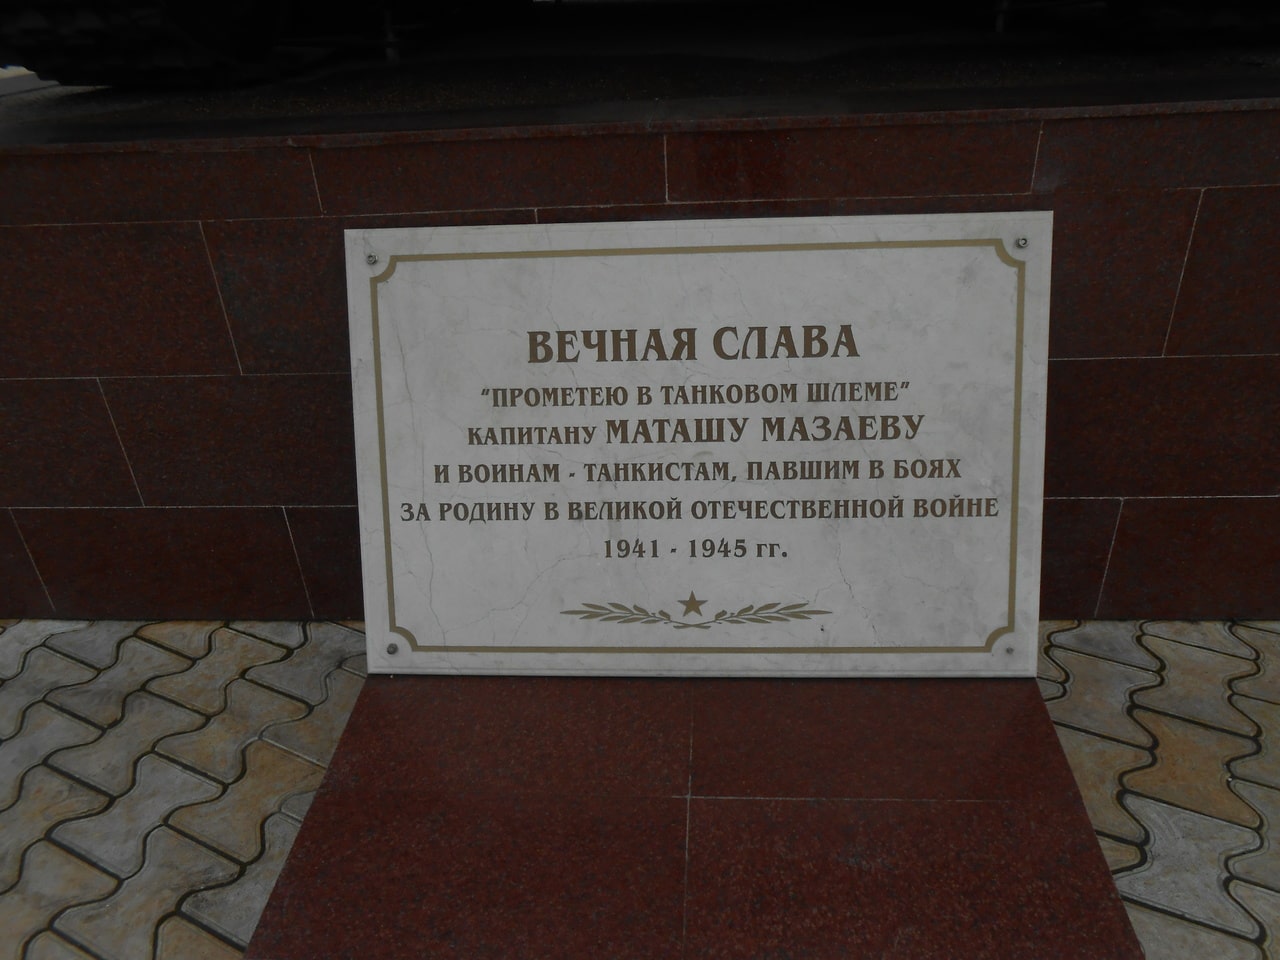 ВЕЧНАЯ СЛАВА
"ПРОМЕТЕЮ В ТАНКОВОМ ШЛЕМЕ"
КАПИТАНУ МАТАШУ МАЗАЕВУ
И ВОИНАМ - ТАНКИСТАМ, ПАВШИМ В БОЯХ
ЗА РОДИНУ В ВЕЛИКОЙ ОТЕЧЕСТВЕННОЙ ВОЙНЕ
1941 - 1945 гг.